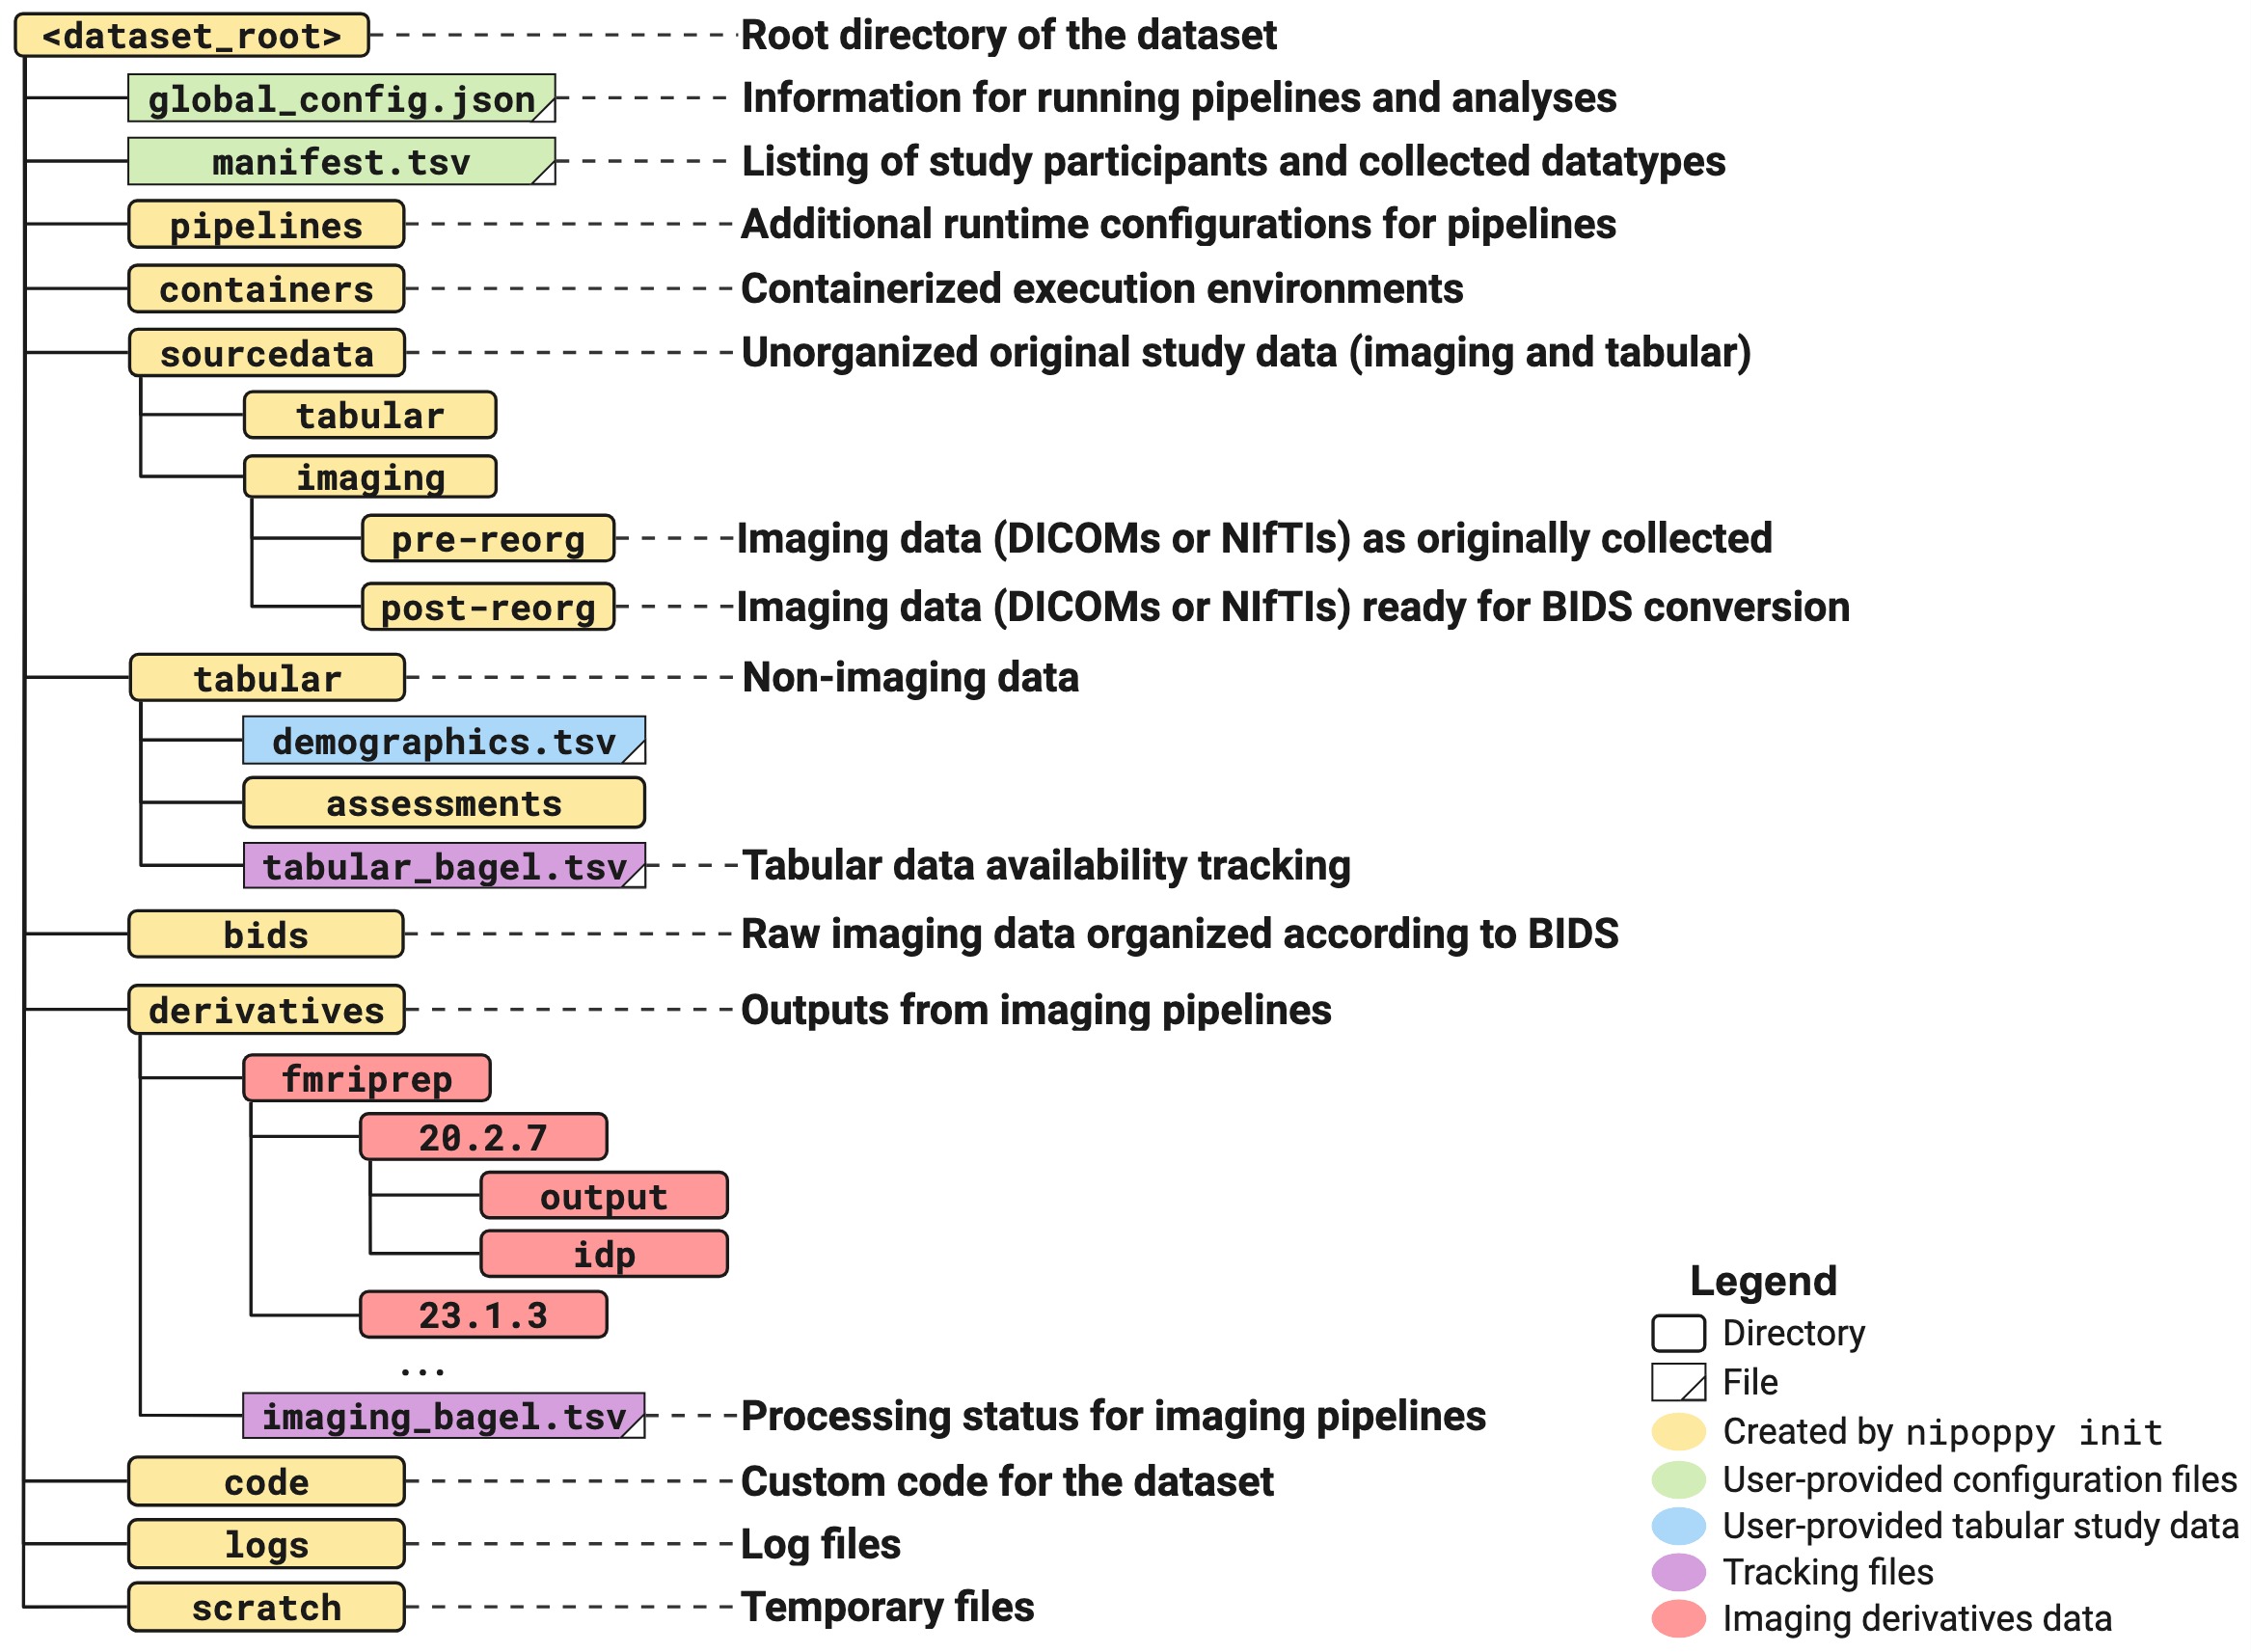 <dataset_root> Root directory of the dataset
global_config.json Information for running pipelines and analyses
manifest.tsv Listing of study participants and collected datatypes
pipelines Additional runtime configurations for pipelines
containers Containerized execution environments
sourcedata Unorganized original study data (imaging and tabular)
tabular
imaging
pre-reorg Imaging data (DICOMs or NIfTIs) as originally collected
post-reorg Imaging data (DICOMs or NIfTIs) ready for BIDS conversion
tabular Non-imaging data
demographics.tsv
assessments
tabular_bagel.tsv Tabular data availability tracking
bids Raw imaging data organized according to BIDS
derivatives Outputs from imaging pipelines
fmriprep
20.2.7
output
idp
23.1.3
...
imaging_bagel.tsv Processing status for imaging pipelines
code Custom code for the dataset
logs Log files
scratch Temporary files
Legend
Directory
File
Created by nipoppy init
User-provided configuration files
User-provided tabular study data
Tracking files
Imaging derivatives data